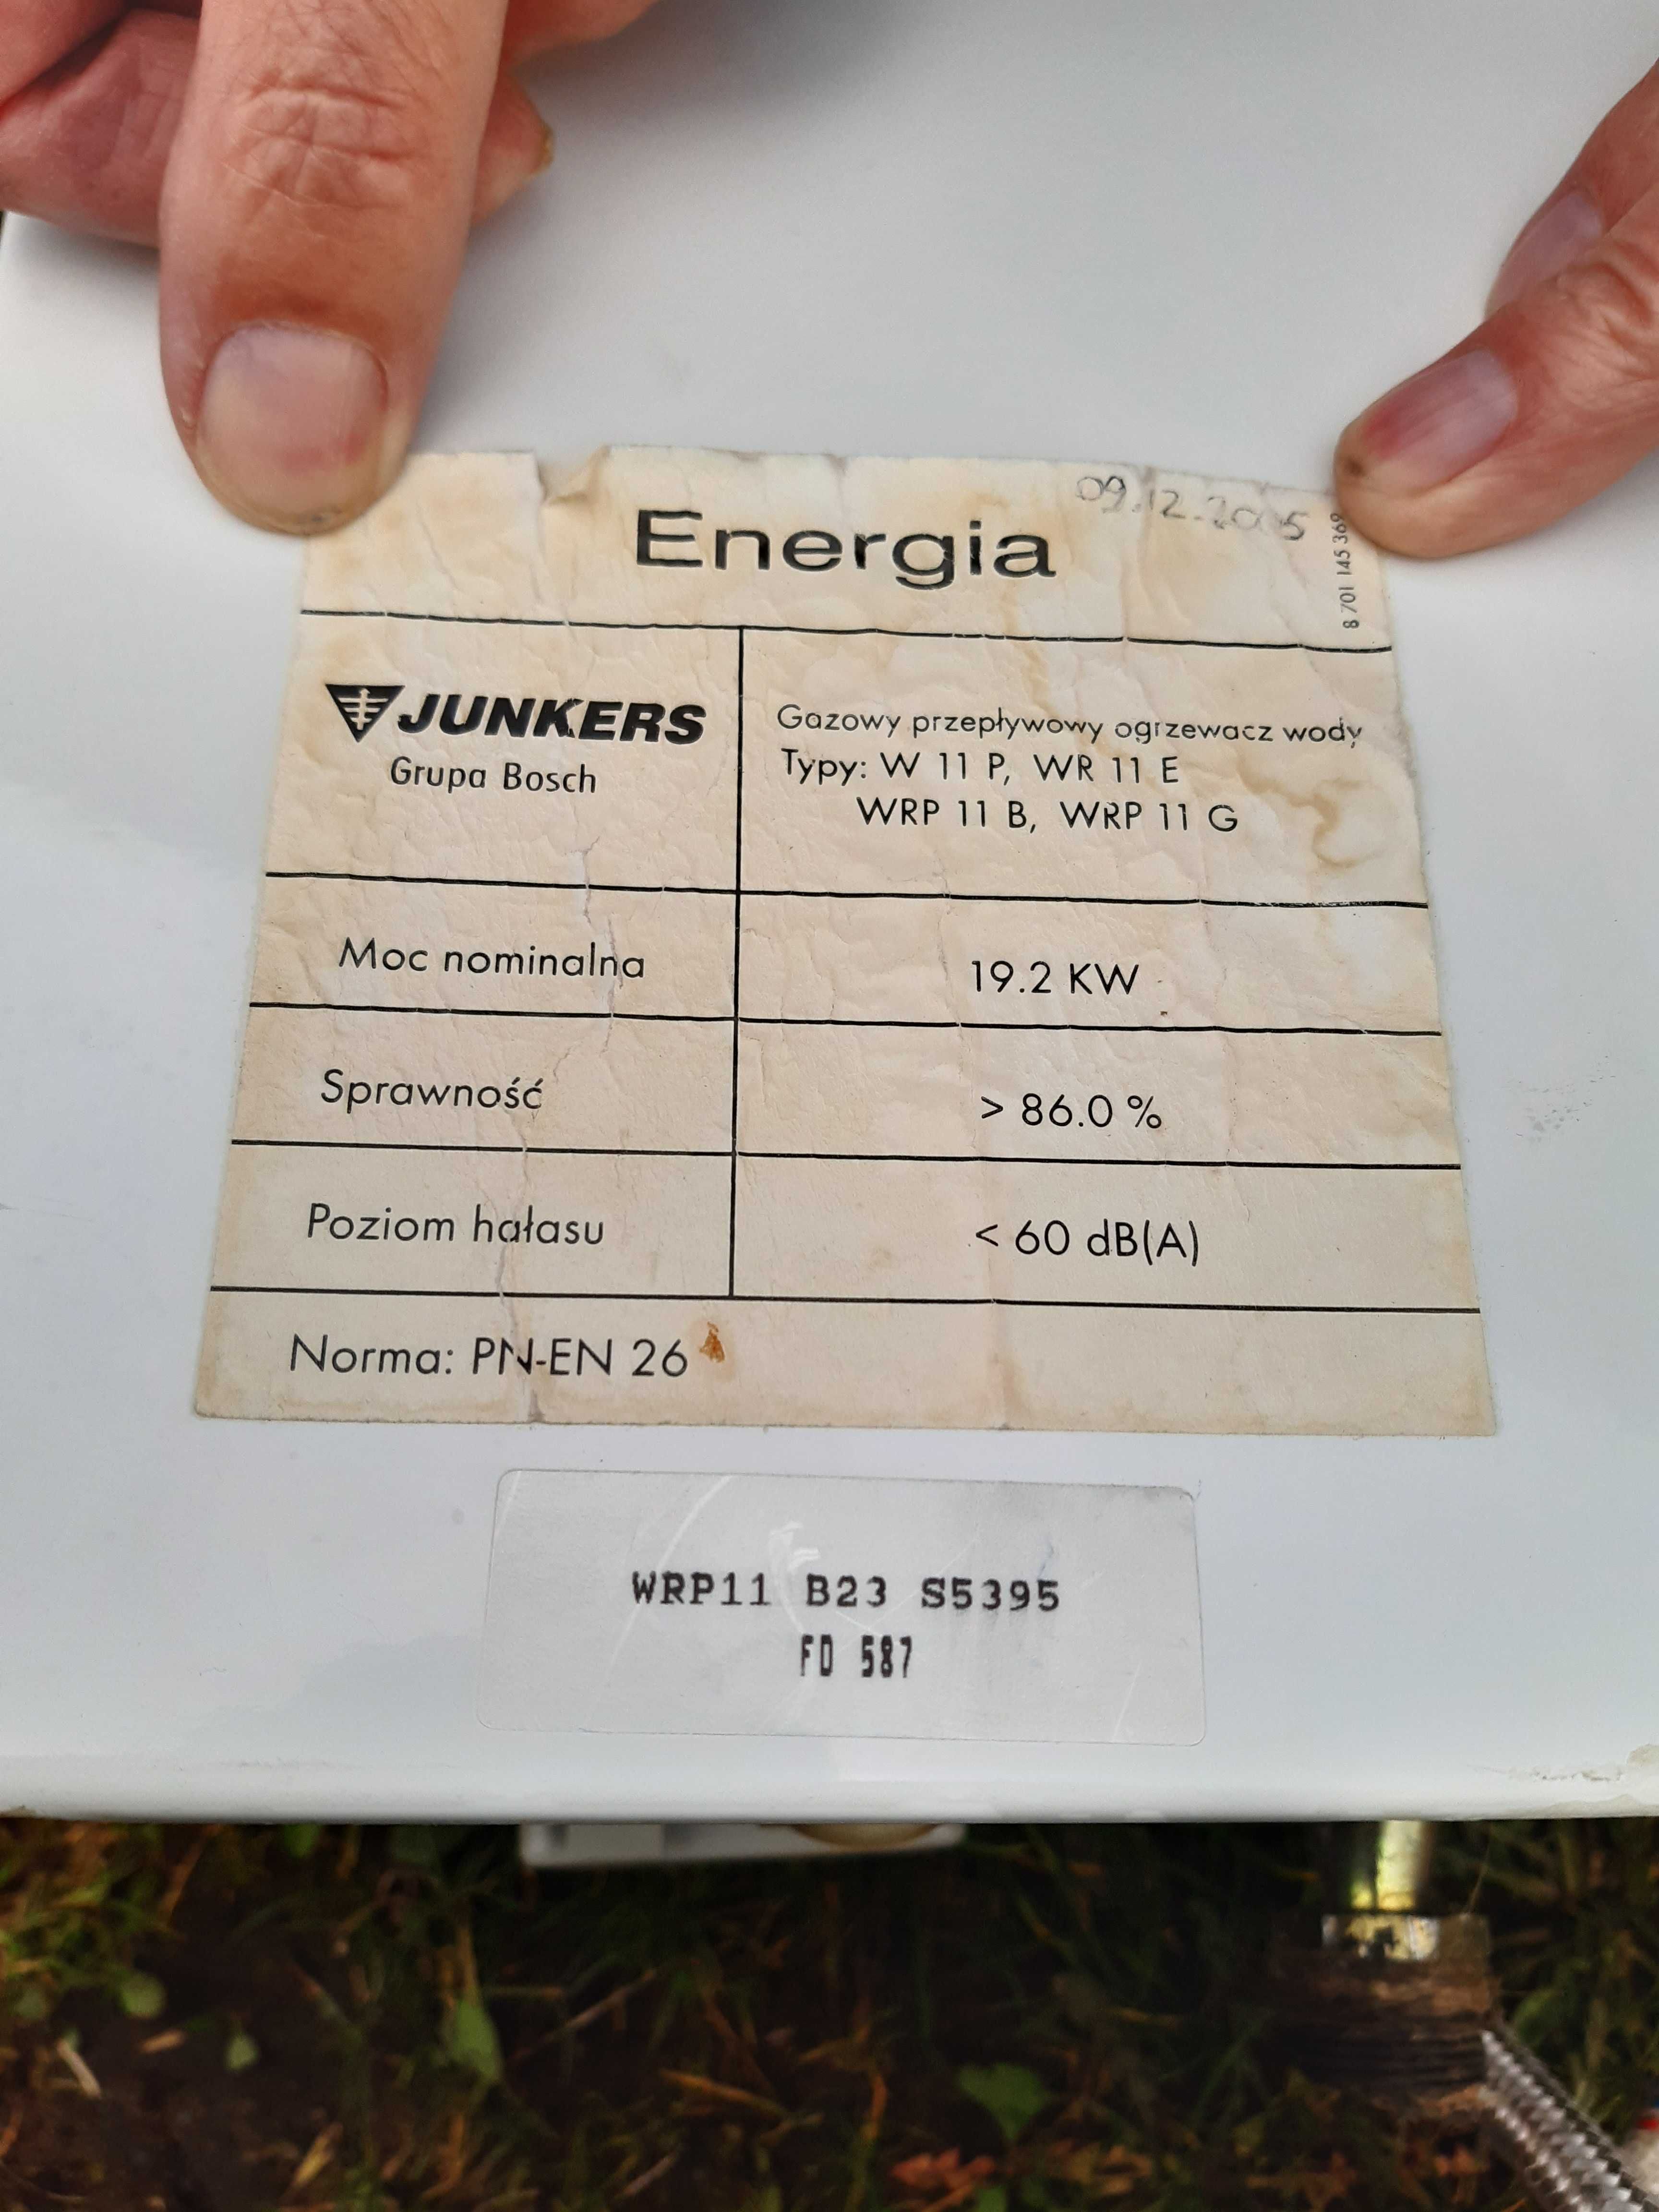 Energia
09.12.2005
8 701 145 369
JUNKERS
Grupa Bosch
Gazowy przepływowy ogrzewacz wody
Typy: W 11 P, WR 11 E
WRP 11 B, WRP 11 G
Moc nominalna
19.2 KW
Sprawność
> 86.0 %
Poziom hałasu
< 60 dB(A)
Norma: PN-EN 26
WRP11 B23 S5395
FD 587